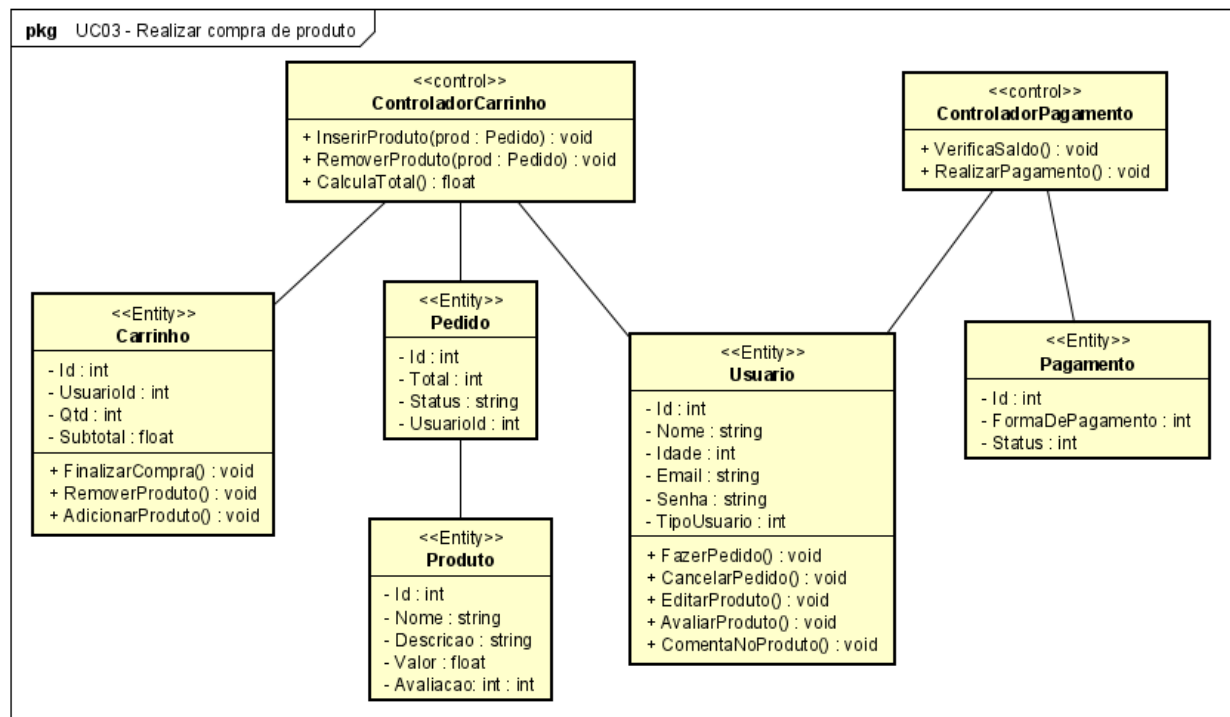 pkg UC03 - Realizar compra de produto
<<control>>
ControladorCarrinho
+ InserirProduto(prod : Pedido) : void
+ RemoverProduto(prod : Pedido) : void
+ CalculaTotal() : float
<<control>>
ControladorPagamento
+ VerificaSaldo() : void
+ RealizarPagamento() : void
<<Entity>>
Carrinho
- Id : int
- UsuarioId : int
- Qtd : int
- Subtotal : float
+ FinalizarCompra() : void
+ RemoverProduto() : void
+ AdicionarProduto() : void
<<Entity>>
Pedido
- Id : int
- Total : int
- Status : string
- UsuarioId : int
<<Entity>>
Produto
- Id : int
- Nome : string
- Descricao : string
- Valor : float
- Avaliacao: int : int
<<Entity>>
Usuario
- Id : int
- Nome : string
- Idade : int
- Email : string
- Senha : string
- TipoUsuario : int
+ FazerPedido() : void
+ CancelarPedido() : void
+ EditarProduto() : void
+ AvaliarProduto() : void
+ ComentaNoProduto() : void
<<Entity>>
Pagamento
- Id : int
- FormaDePagamento : int
- Status : int